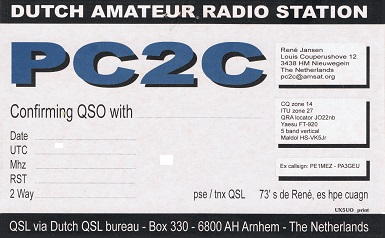 DUTCH AMATEUR RADIO STATION
PC2C
René Jansen
Louis Couperushove 12
3438 HM Nieuwegein
The Netherlands
pc2c@amsat.org
Confirming QSO with
CQ zone 14
ITU zone 27
QRA locator JO22nb
Yaesu FT-920
5 band vertical
Maldol HS-VK5Jr
Date
UTC
Mhz
RST
2 Way
Ex callsign: PE1MEZ - PA3GEU
pse / tnx QSL
73' s de René, es hpe cuagn
UX5UO print
QSL via Dutch QSL bureau - Box 330 - 6800 AH Arnhem - The Netherlands